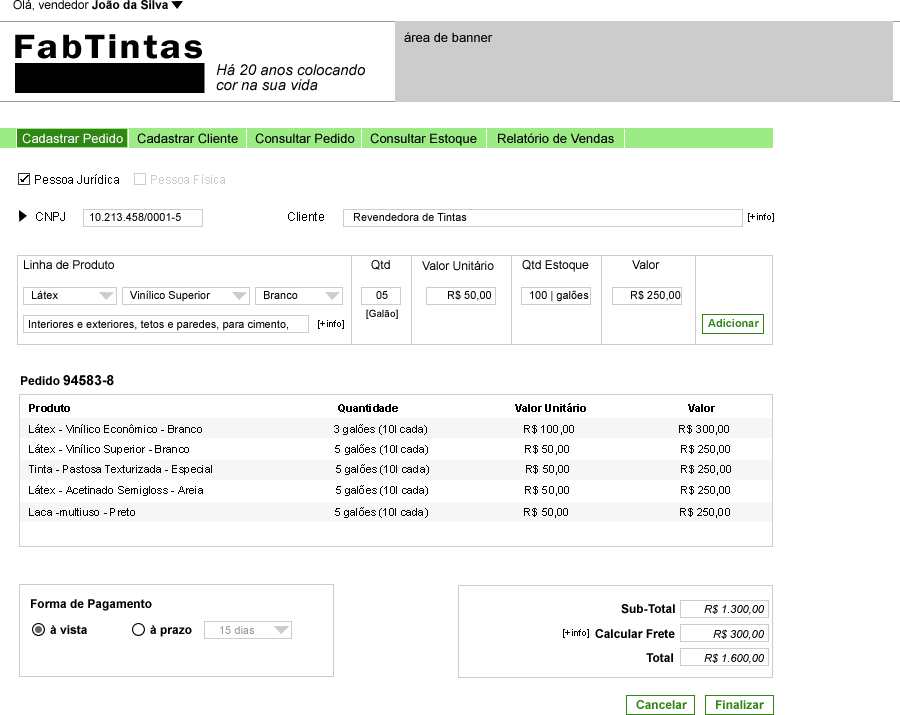 Olá, vendedor João da Silva
FabTintas
Há 20 anos colocando
cor na sua vida
área de banner
Cadastrar Pedido Cadastrar Cliente Consultar Pedido Consultar Estoque Relatório de Vendas
Pessoa Jurídica Pessoa Física
CNPJ 10.213.458/0001-5 Cliente Revendedora de Tintas [+info]
Linha de Produto Qtd Valor Unitário Qtd Estoque Valor
Látex Vinílico Superior Branco 05 R$ 50,00 100 | galões R$ 250,00
[Galão]
Interiores e exteriores, tetos e paredes, para cimento, [+info] Adicionar
Pedido 94583-8
Produto Quantidade Valor Unitário Valor
Látex - Vinílico Econômico - Branco 3 galões (10l cada) R$ 100,00 R$ 300,00
Látex - Vinílico Superior - Branco 5 galões (10l cada) R$ 50,00 R$ 250,00
Tinta - Pastosa Texturizada - Especial 5 galões (10l cada) R$ 50,00 R$ 250,00
Látex - Acetinado Semigloss - Areia 5 galões (10l cada) R$ 50,00 R$ 250,00
Laca -multiuso - Preto 5 galões (10l cada) R$ 50,00 R$ 250,00
Forma de Pagamento
à vista à prazo 15 dias
Sub-Total R$ 1.300,00
[+info] Calcular Frete R$ 300,00
Total R$ 1.600,00
Cancelar Finalizar